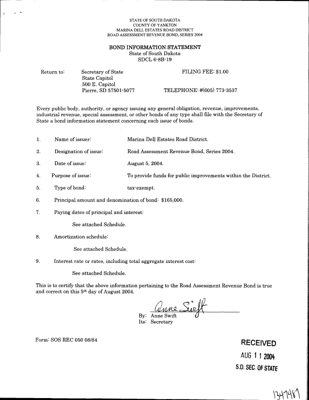 STATE OF SOUTH DAKOTA
COUNTY OF YANKTON
MARINA DELL ESTATES ROAD DISTRICT
ROAD ASSESSMENT REVENUE BOND, SERIES 2004
BOND INFORMATION STATEMENT
State of South Dakota
SDCL 6-8B-19
Return to: Secretary of State FILING FEE: $1.00
State Capitol
500 E. Capitol
Pierre, SD 57501-5077 TELEPHONE #(605) 773-3537
Every public body, authority, or agency issuing any general obligation, revenue, improvements,
industrial revenue, special assessment, or other bonds of any type shall file with the Secretary of
State a bond information statement concerning each issue of bonds.
1. Name of issuer: Marina Dell Estates Road District.
2. Designation of issue: Road Assessment Revenue Bond, Series 2004.
3. Date of issue: August 5, 2004.
4. Purpose of issue: To provide funds for public improvements within the District.
5. Type of bond: tax-exempt.
6. Principal amount and denomination of bond: $165,000.
7. Paying dates of principal and interest:
See attached Schedule.
8. Amortization schedule:
See attached Schedule.
9. Interest rate or rates, including total aggregate interest cost:
See attached Schedule.
This is to certify that the above information pertaining to the Road Assessment Revenue Bond is true
and correct on this 5th day of August 2004.
Anne Swift
By: Anne Swift
Its: Secretary
Form: SOS REC 050 08/84
RECEIVED
AUG 11 2004
S.D. SEC. OF STATE